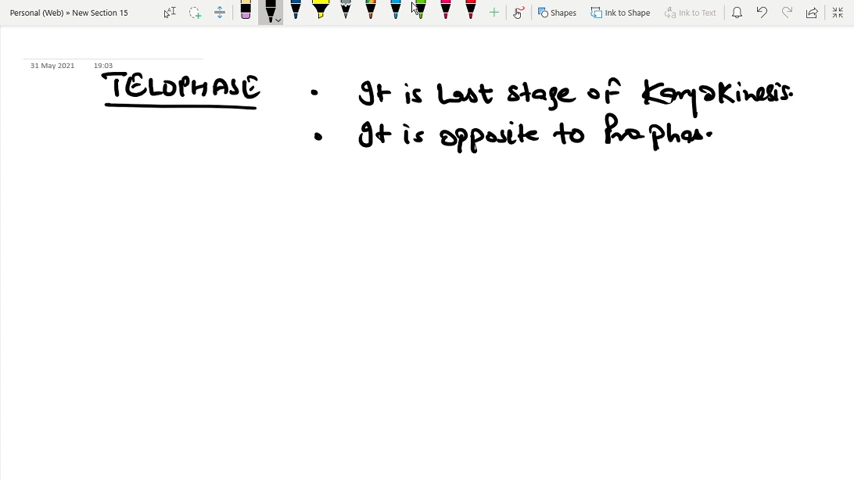 Personal (Web) » New Section 15
Shapes
Ink to Shape
Ink to Text
31 May 2021 19:03
TELOPHASE • It is Last stage of Karyokinesis.
• It is opposite to Prophas.